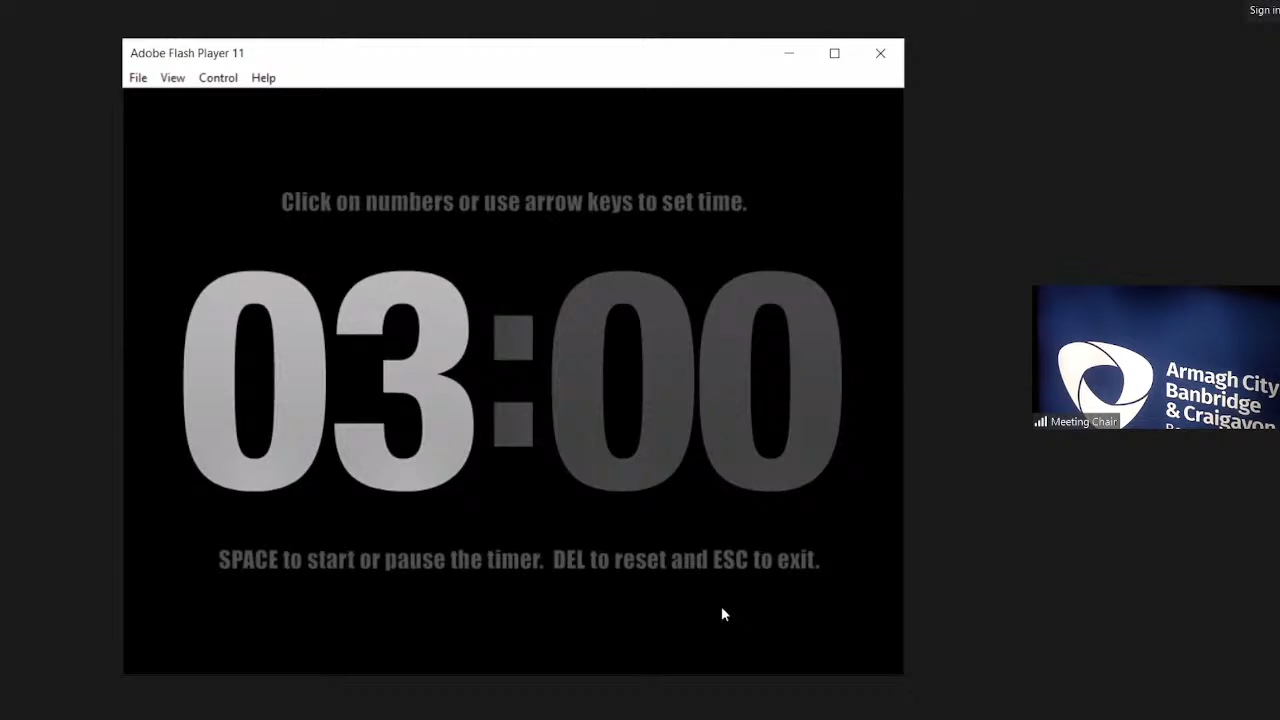 Sign in
Adobe Flash Player 11
File View Control Help
Click on numbers or use arrow keys to set time.
03:00
SPACE to start or pause the timer. DEL to reset and ESC to exit.
Armagh City
Banbridge
& Craigavon
Meeting Chair